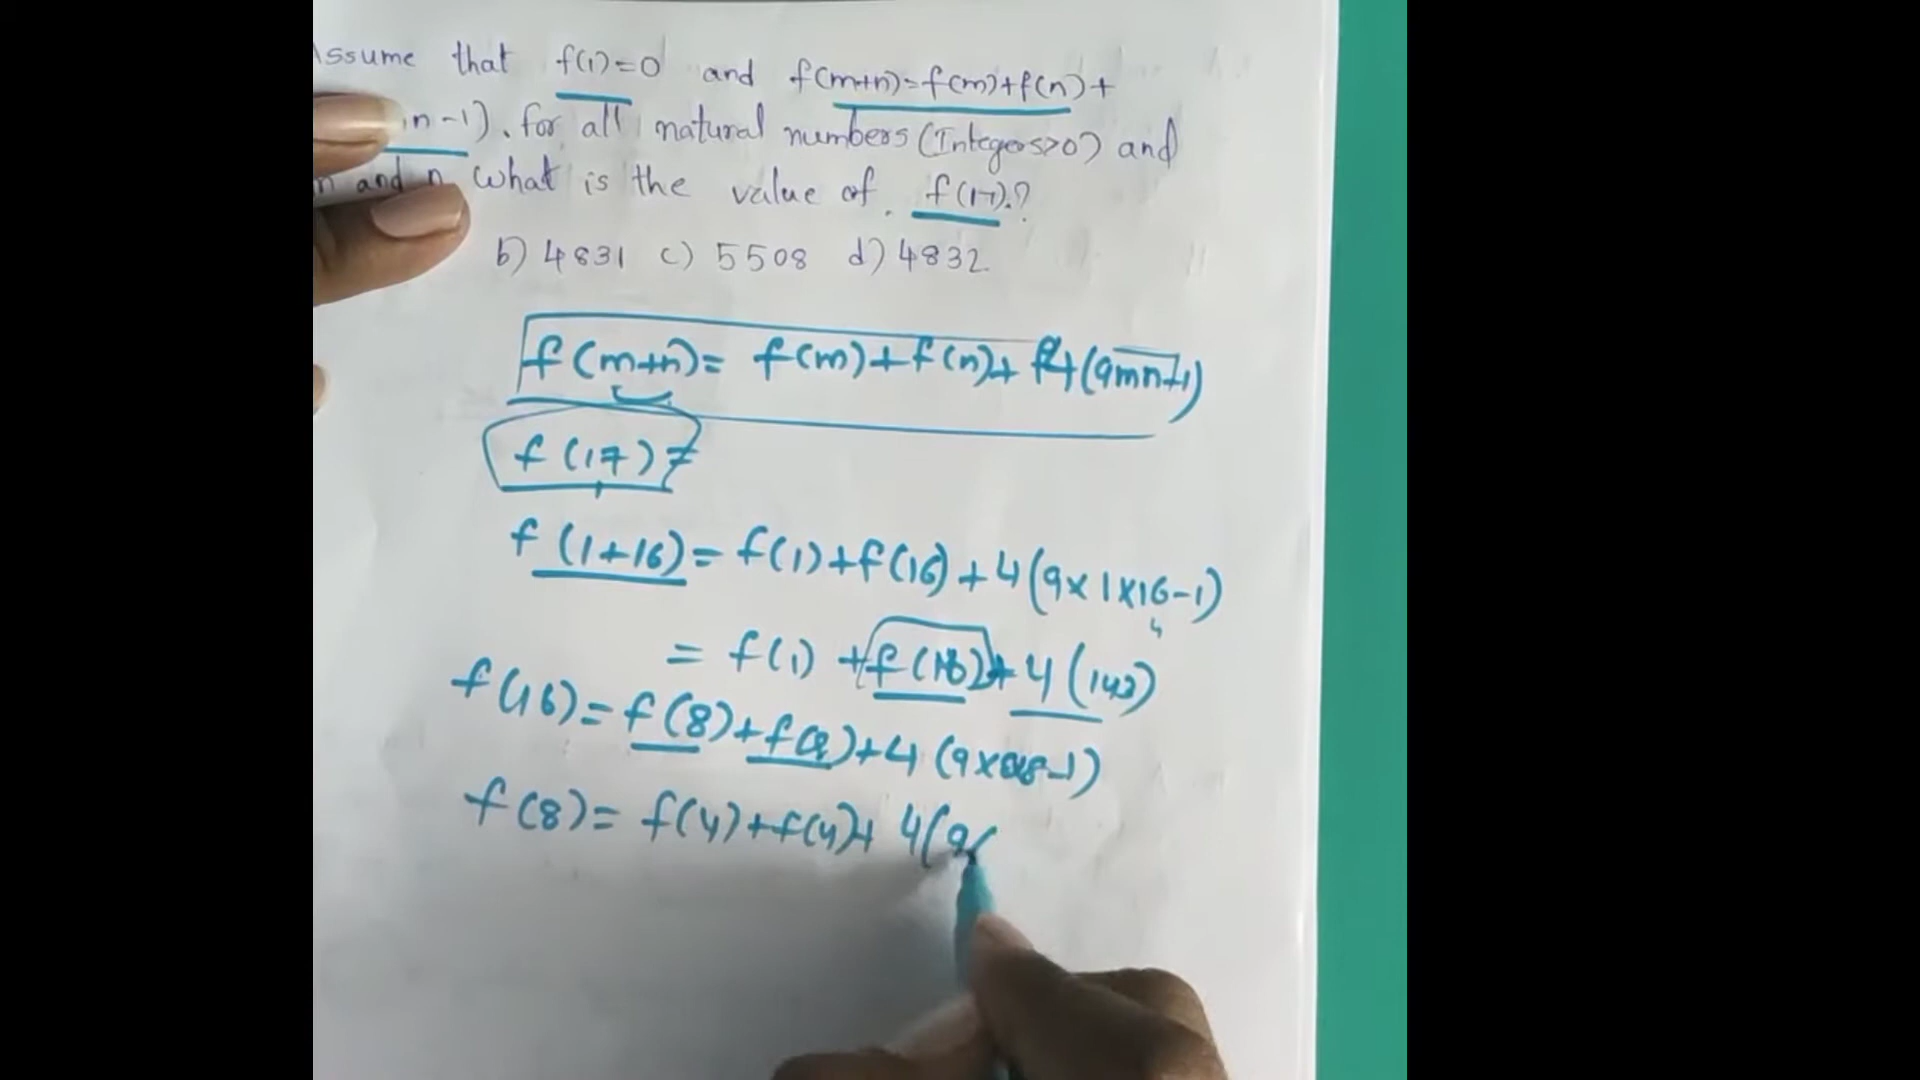 Assume that f(1)=0 and f(m+n)=f(m)+f(n)+
n-1). for all natural numbers (Integers>0) and
and n what is the value of f(17).?
b) 4831 c) 5508 d) 4832
f(m+n)= f(m)+f(n)+ 4(9mn-1)
f(17)=
f(1+16)= f(1)+f(16)+4(9×1×16-1)
= f(1)+f(16)+4(143)
f(16)= f(8)+f(8)+4(9×8×8-1)
f(8)= f(4)+f(4)+ 4(9